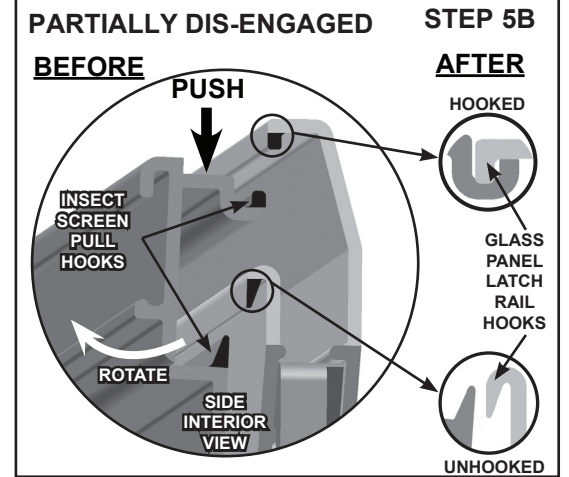 PARTIALLY DIS-ENGAGED
STEP 5B
BEFORE
AFTER
PUSH
HOOKED
INSECT
SCREEN
PULL
HOOKS
GLASS
PANEL
LATCH
RAIL
HOOKS
ROTATE
SIDE
INTERIOR
VIEW
UNHOOKED